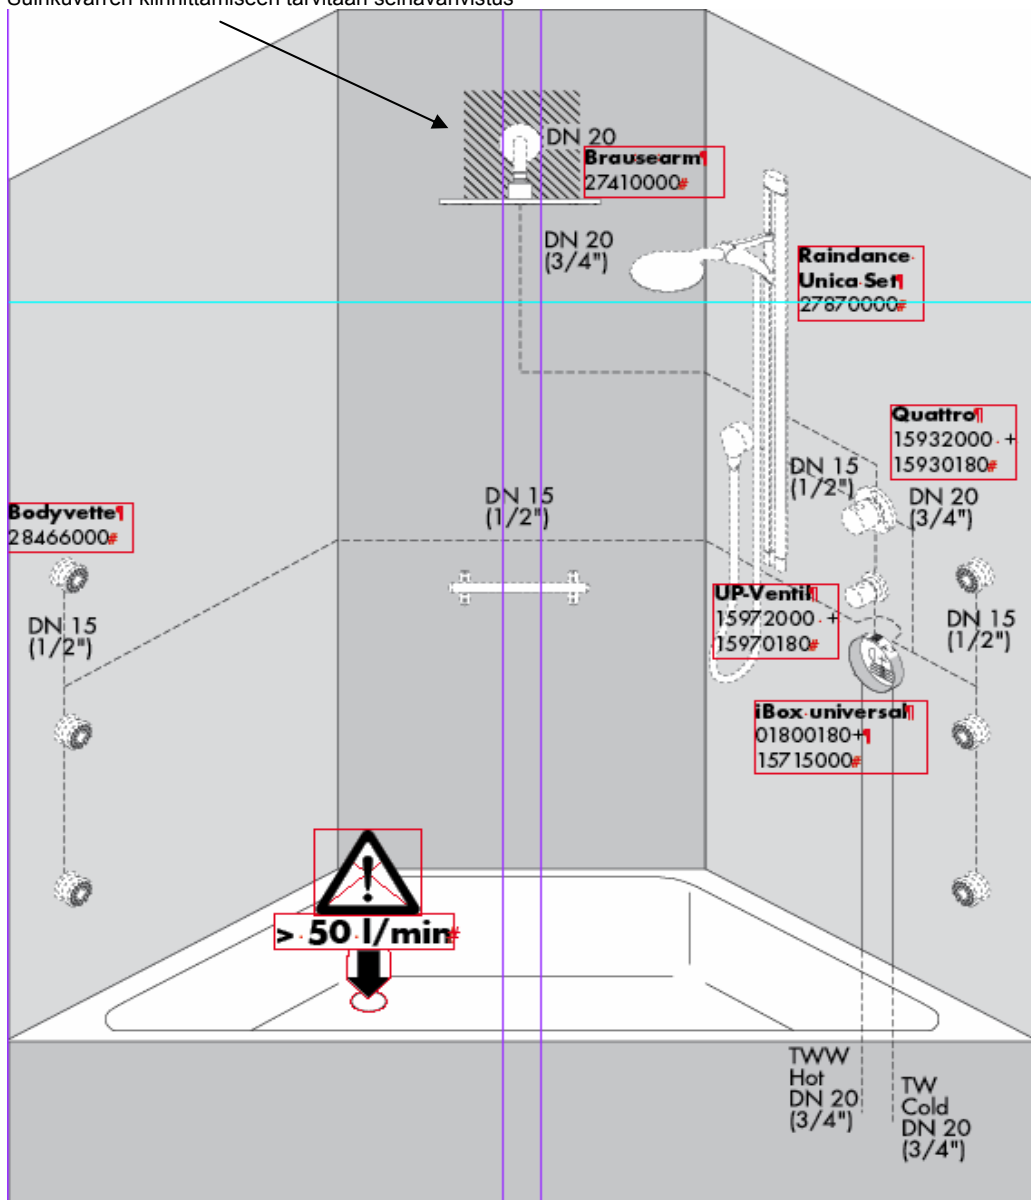 Suihkuvarren kiinnittämiseen tarvitaan seinävahvistus
DN 20
Brausearm¶
27410000#
DN 20
(3/4")
Raindance·
Unica·Set¶
27870000#
Quattro¶
15932000·+
15930180#
DN 15
(1/2")
DN 20
(3/4")
DN 15
(1/2")
Bodyvette¶
28466000#
DN 15
(1/2")
UP-Ventil¶
15972000·+
15970180#
DN 15
(1/2")
iBox·universal¶
01800180+¶
15715000#
>·50·l/min#
TWW
Hot
DN 20
(3/4")
TW
Cold
DN 20
(3/4")